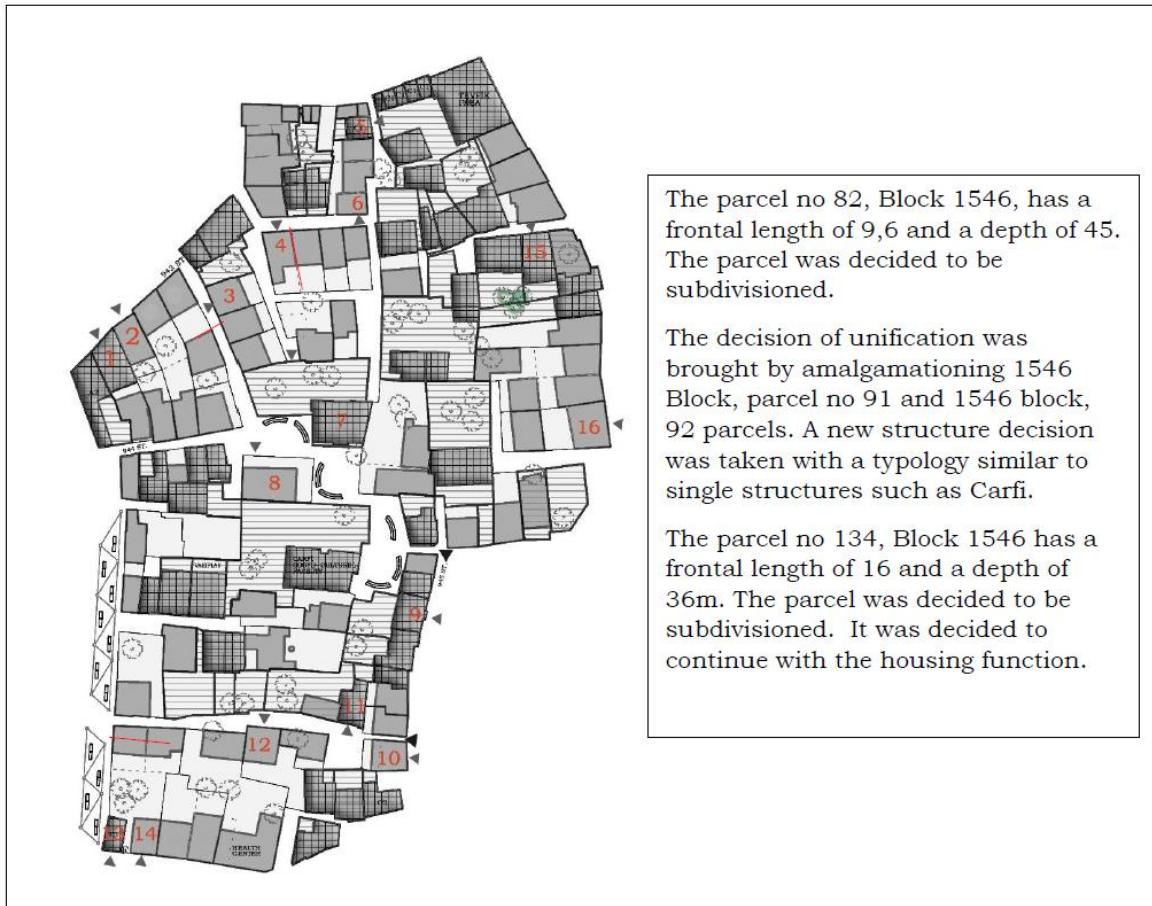 5
6
4
15
943 ST.
3
2
1
16
7
941 ST.
8
9
11
12
10
13
14
HEALTH
CENTER
The parcel no 82, Block 1546, has a
frontal length of 9,6 and a depth of 45.
The parcel was decided to be
subdivisioned.
The decision of unification was
brought by amalgamationing 1546
Block, parcel no 91 and 1546 block,
92 parcels. A new structure decision
was taken with a typology similar to
single structures such as Carfi.
The parcel no 134, Block 1546 has a
frontal length of 16 and a depth of
36m. The parcel was decided to be
subdivisioned. It was decided to
continue with the housing function.